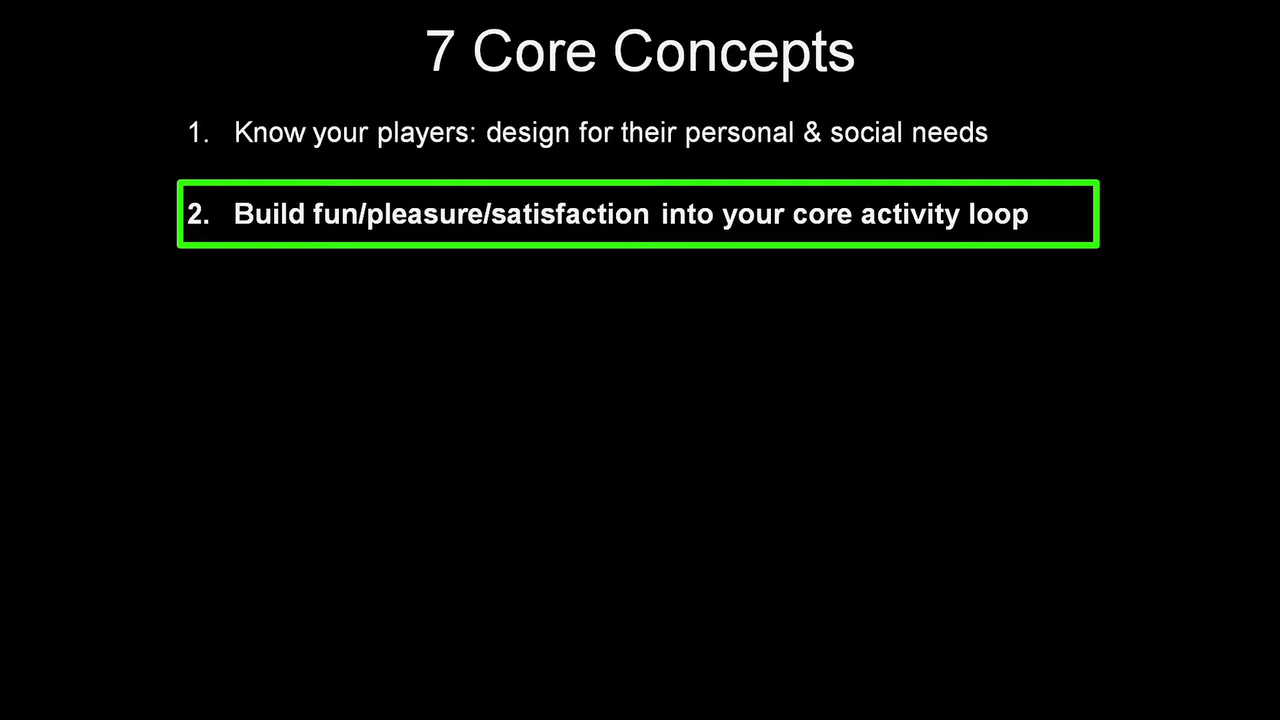 7 Core Concepts
1. Know your players: design for their personal & social needs
2. Build fun/pleasure/satisfaction into your core activity loop